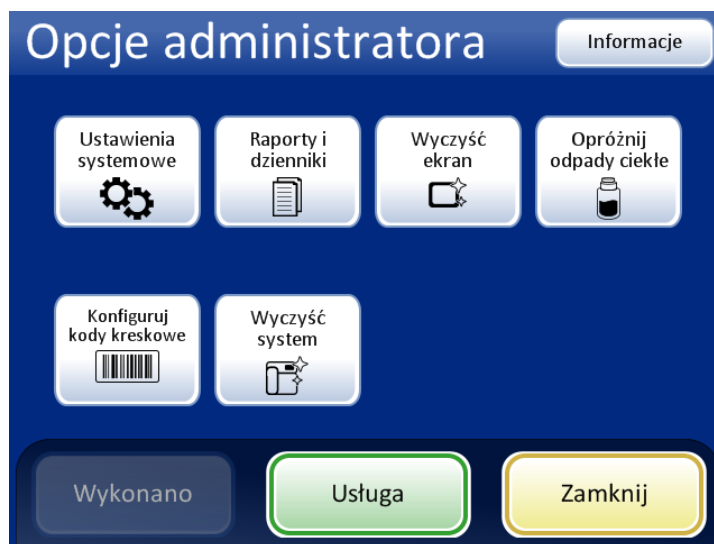 Opcje administratora
Informacje
Ustawienia
systemowe
Raporty i
dzienniki
Wyczyść
ekran
Opróżnij
odpady ciekłe
Konfiguruj
kody kreskowe
Wyczyść
system
Wykonano
Usługa
Zamknij